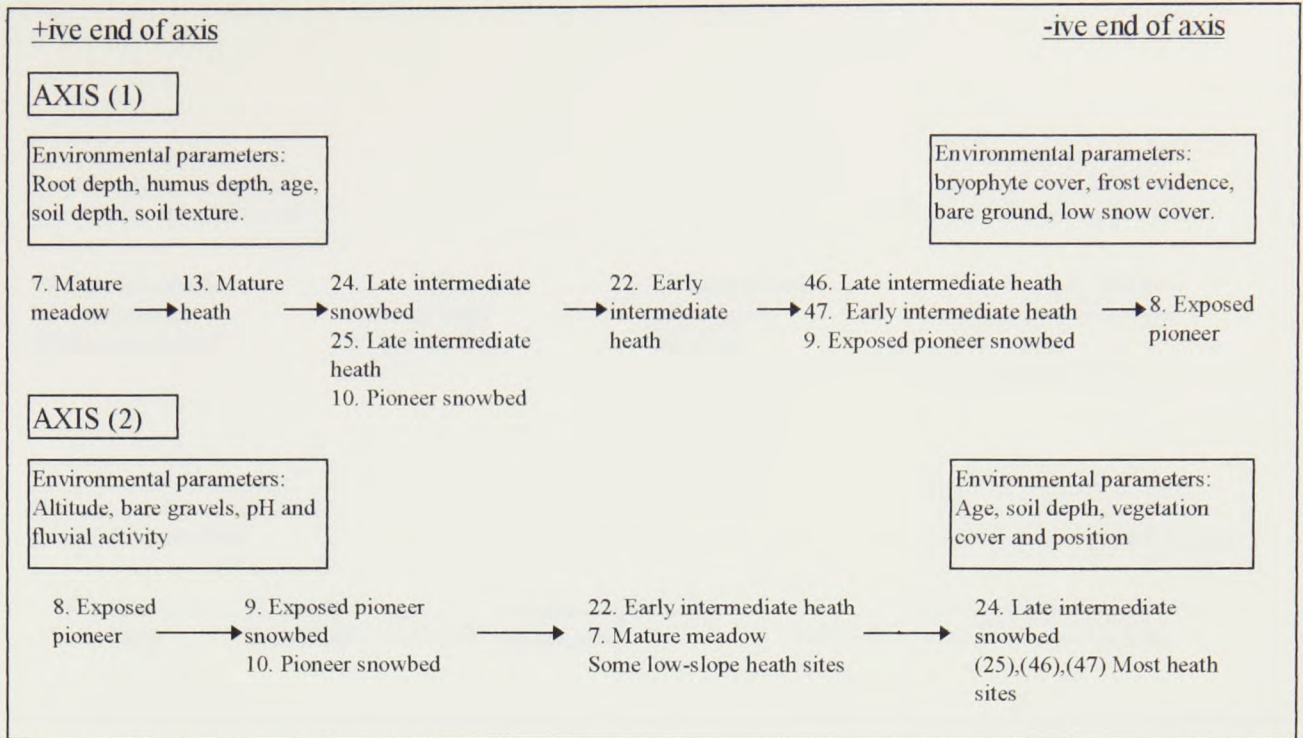 +ive end of axis
-ive end of axis
AXIS (1)
Environmental parameters:
Root depth, humus depth, age,
soil depth, soil texture.
Environmental parameters:
bryophyte cover, frost evidence,
bare ground, low snow cover.
7. Mature
meadow
13. Mature
heath
24. Late intermediate
snowbed
25. Late intermediate
heath
10. Pioneer snowbed
22. Early
intermediate
heath
46. Late intermediate heath
47. Early intermediate heath
9. Exposed pioneer snowbed
8. Exposed
pioneer
AXIS (2)
Environmental parameters:
Altitude, bare gravels, pH and
fluvial activity
Environmental parameters:
Age, soil depth, vegetation
cover and position
8. Exposed
pioneer
9. Exposed pioneer
snowbed
10. Pioneer snowbed
22. Early intermediate heath
7. Mature meadow
Some low-slope heath sites
24. Late intermediate
snowbed
(25),(46),(47) Most heath
sites